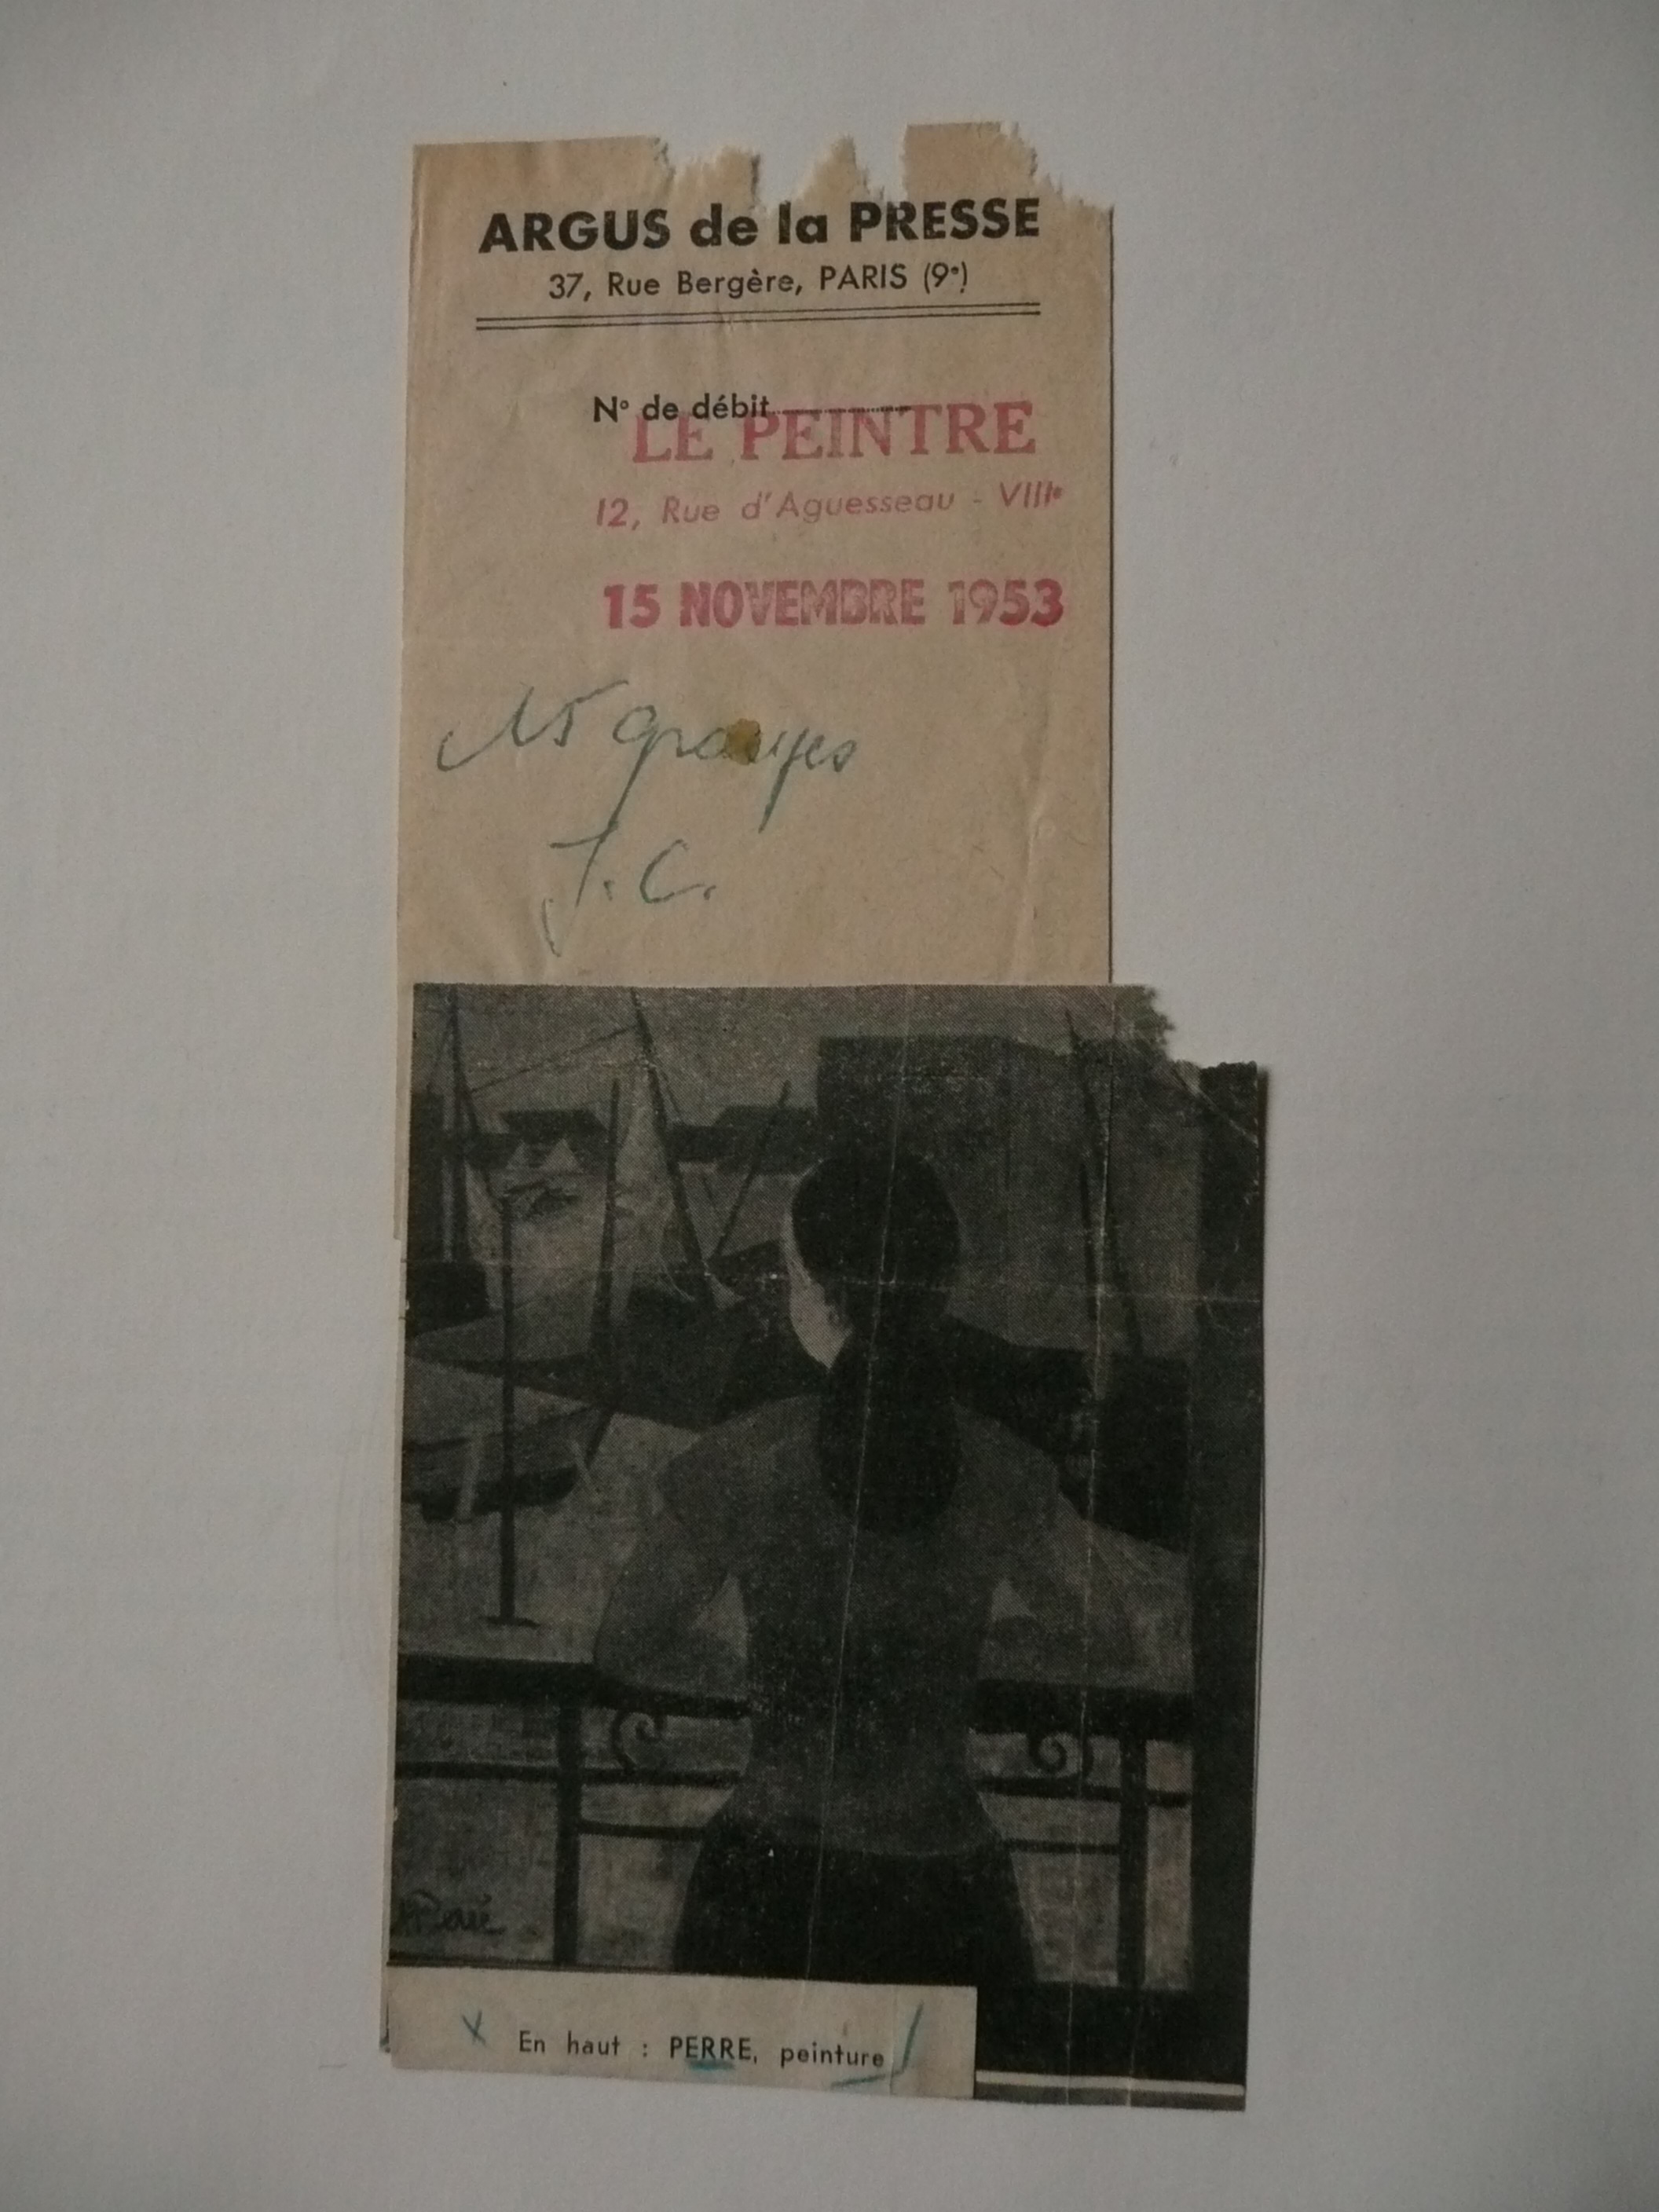 ARGUS de la PRESSE
37, Rue Bergère, PARIS (9e)
N° de débit
LE PEINTRE
12, Rue d'Aguesseau - VIIIe
15 NOVEMBRE 1953
J.C.
En haut : PERRE, peinture